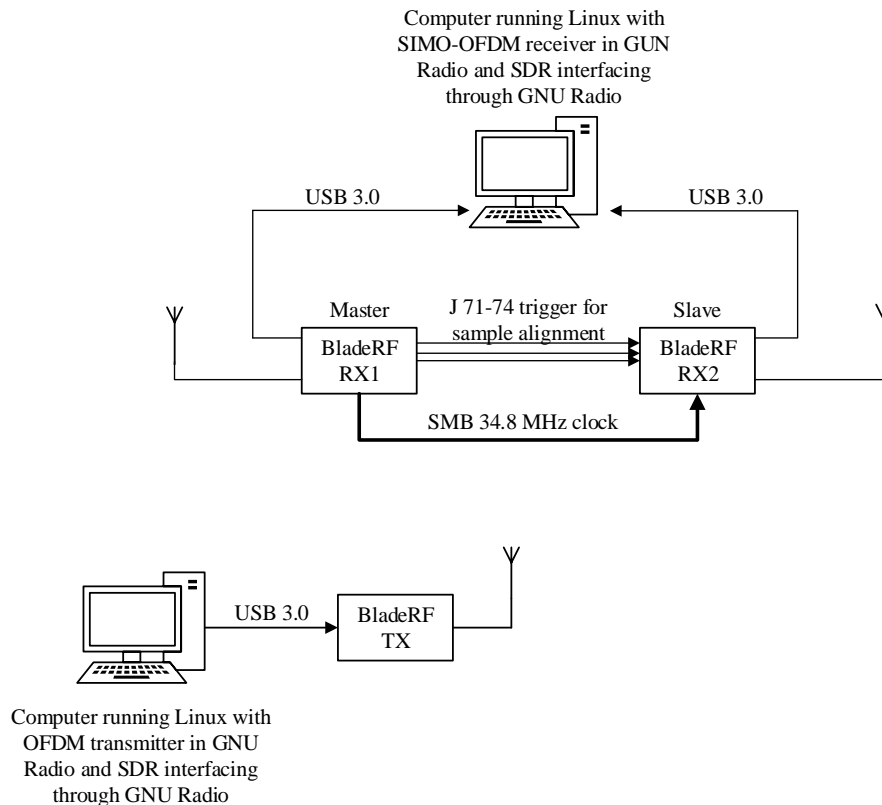 Computer running Linux with
SIMO-OFDM receiver in GUN
Radio and SDR interfacing
through GNU Radio
USB 3.0
USB 3.0
Master
J 71-74 trigger for
sample alignment
Slave
BladeRF
RX1
BladeRF
RX2
SMB 34.8 MHz clock
USB 3.0
BladeRF
TX
Computer running Linux with
OFDM transmitter in GNU
Radio and SDR interfacing
through GNU Radio